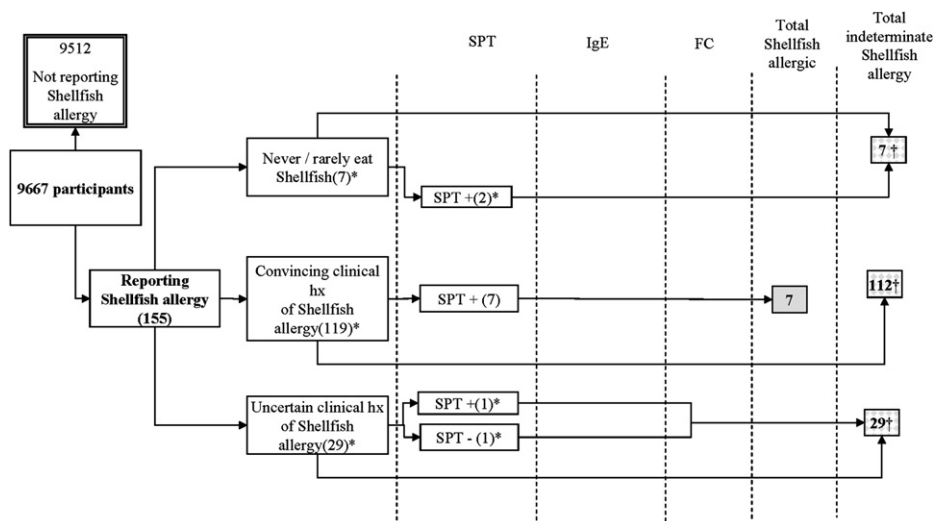 9512
Not reporting
Shellfish
allergy
9667 participants
Reporting
Shellfish allergy
(155)
SPT
IgE
FC
Total
Shellfish
allergic
Total
indeterminate
Shellfish
allergy
Never / rarely eat
Shellfish(7)*
SPT +(2)*
7 †
Convincing clinical
hx
of Shellfish
allergy(119)*
SPT + (7)
7
112†
Uncertain clinical hx
of Shellfish
allergy(29)*
SPT +(1)*
SPT - (1)*
29†